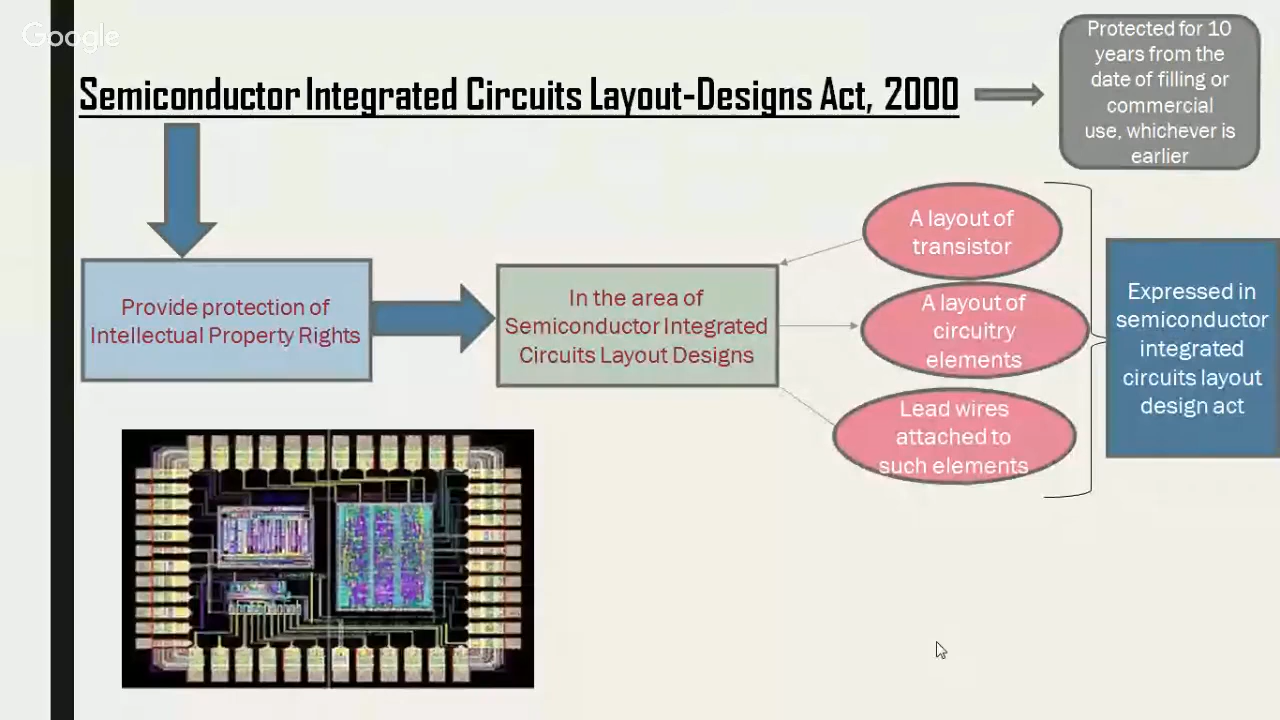 Google
Semiconductor Integrated Circuits Layout-Designs Act, 2000
Protected for 10
years from the
date of filling or
commercial
use, whichever is
earlier
Provide protection of
Intellectual Property Rights
In the area of
Semiconductor Integrated
Circuits Layout Designs
A layout of
transistor
A layout of
circuitry
elements
Lead wires
attached to
such elements
Expressed in
semiconductor
integrated
circuits layout
design act